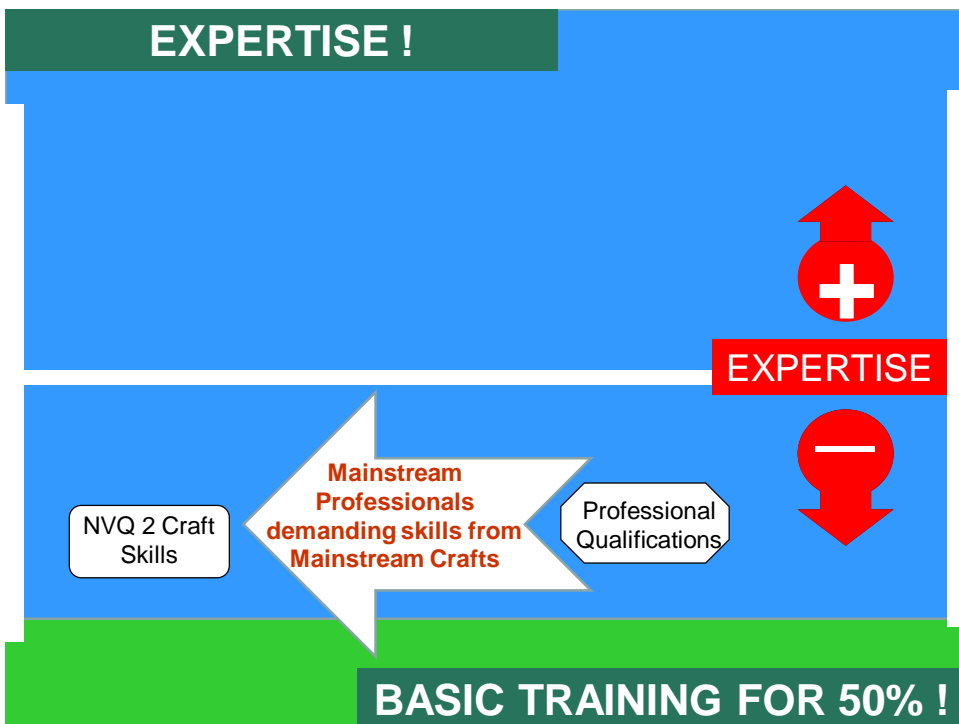 EXPERTISE !
EXPERTISE
Mainstream
Professionals
demanding skills from
Mainstream Crafts
NVQ 2 Craft
Skills
Professional
Qualifications
BASIC TRAINING FOR 50% !